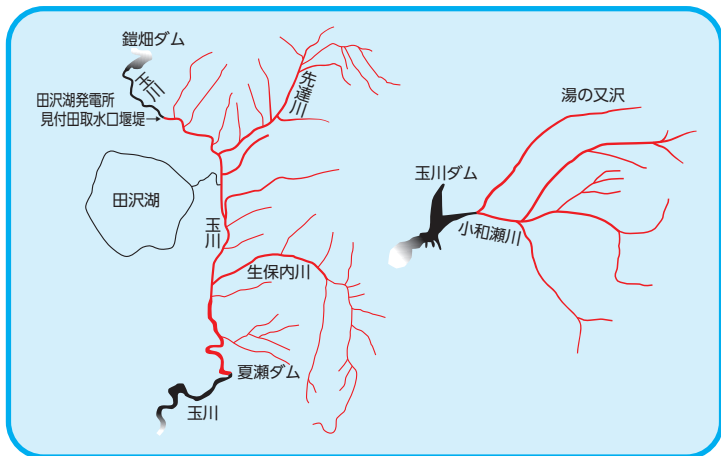 鎧畑ダム
玉川
先達川
田沢湖発電所
見付田取水口堰堤
田沢湖
玉川
生保内川
夏瀬ダム
玉川
湯の又沢
玉川ダム
小和瀬川